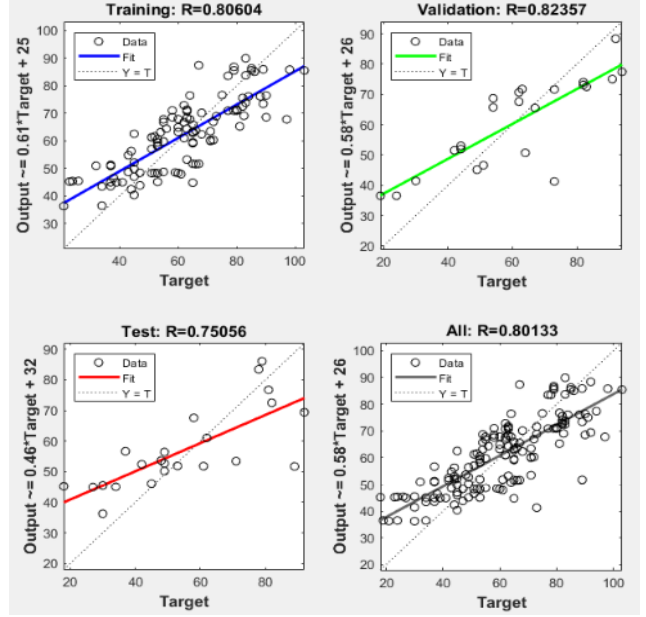 Training: R=0.80604
Output ~= 0.61*Target + 25
100
90
80
70
60
50
40
30
Data
Fit
Y = T
40
60
80
100
Target
Validation: R=0.82357
Output ~= 0.58*Target + 26
90
80
70
60
50
40
30
20
Data
Fit
Y = T
20
40
60
80
Target
Test: R=0.75056
Output ~= 0.46*Target + 32
90
80
70
60
50
40
30
20
Data
Fit
Y = T
20
40
60
80
Target
All: R=0.80133
Output ~= 0.58*Target + 26
100
90
80
70
60
50
40
30
20
Data
Fit
Y = T
20
40
60
80
100
Target